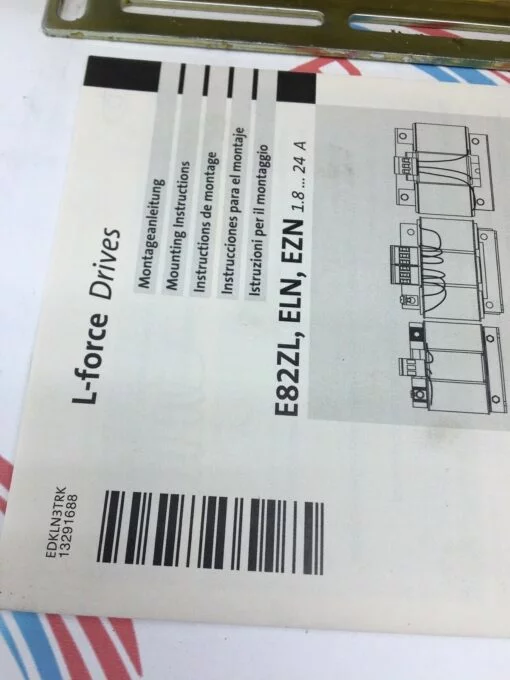 EDKLN3TRK
13291688
L-force Drives
Montageanleitung
Mounting Instructions
Instructions de montage
Instrucciones para el montaje
Istruzioni per il montaggio
E82ZL, ELN, EZN 1.8 ... 24 A